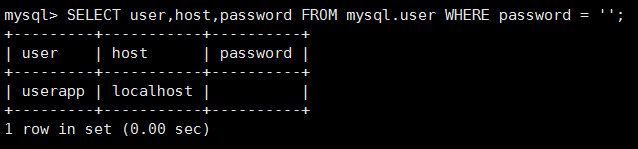 mysql> SELECT user,host,password FROM mysql.user WHERE password = '';
+---------+-----------+----------+
| user    | host      | password |
+---------+-----------+----------+
| userapp | localhost |          |
+---------+-----------+----------+
1 row in set (0.00 sec)